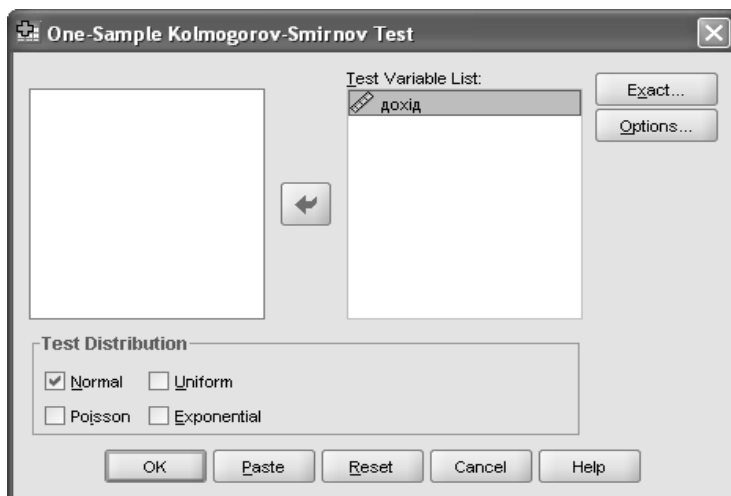 One-Sample Kolmogorov-Smirnov Test
Test Variable List:
дохід
Exact...
Options...
Test Distribution
Normal
Uniform
Poisson
Exponential
OK
Paste
Reset
Cancel
Help